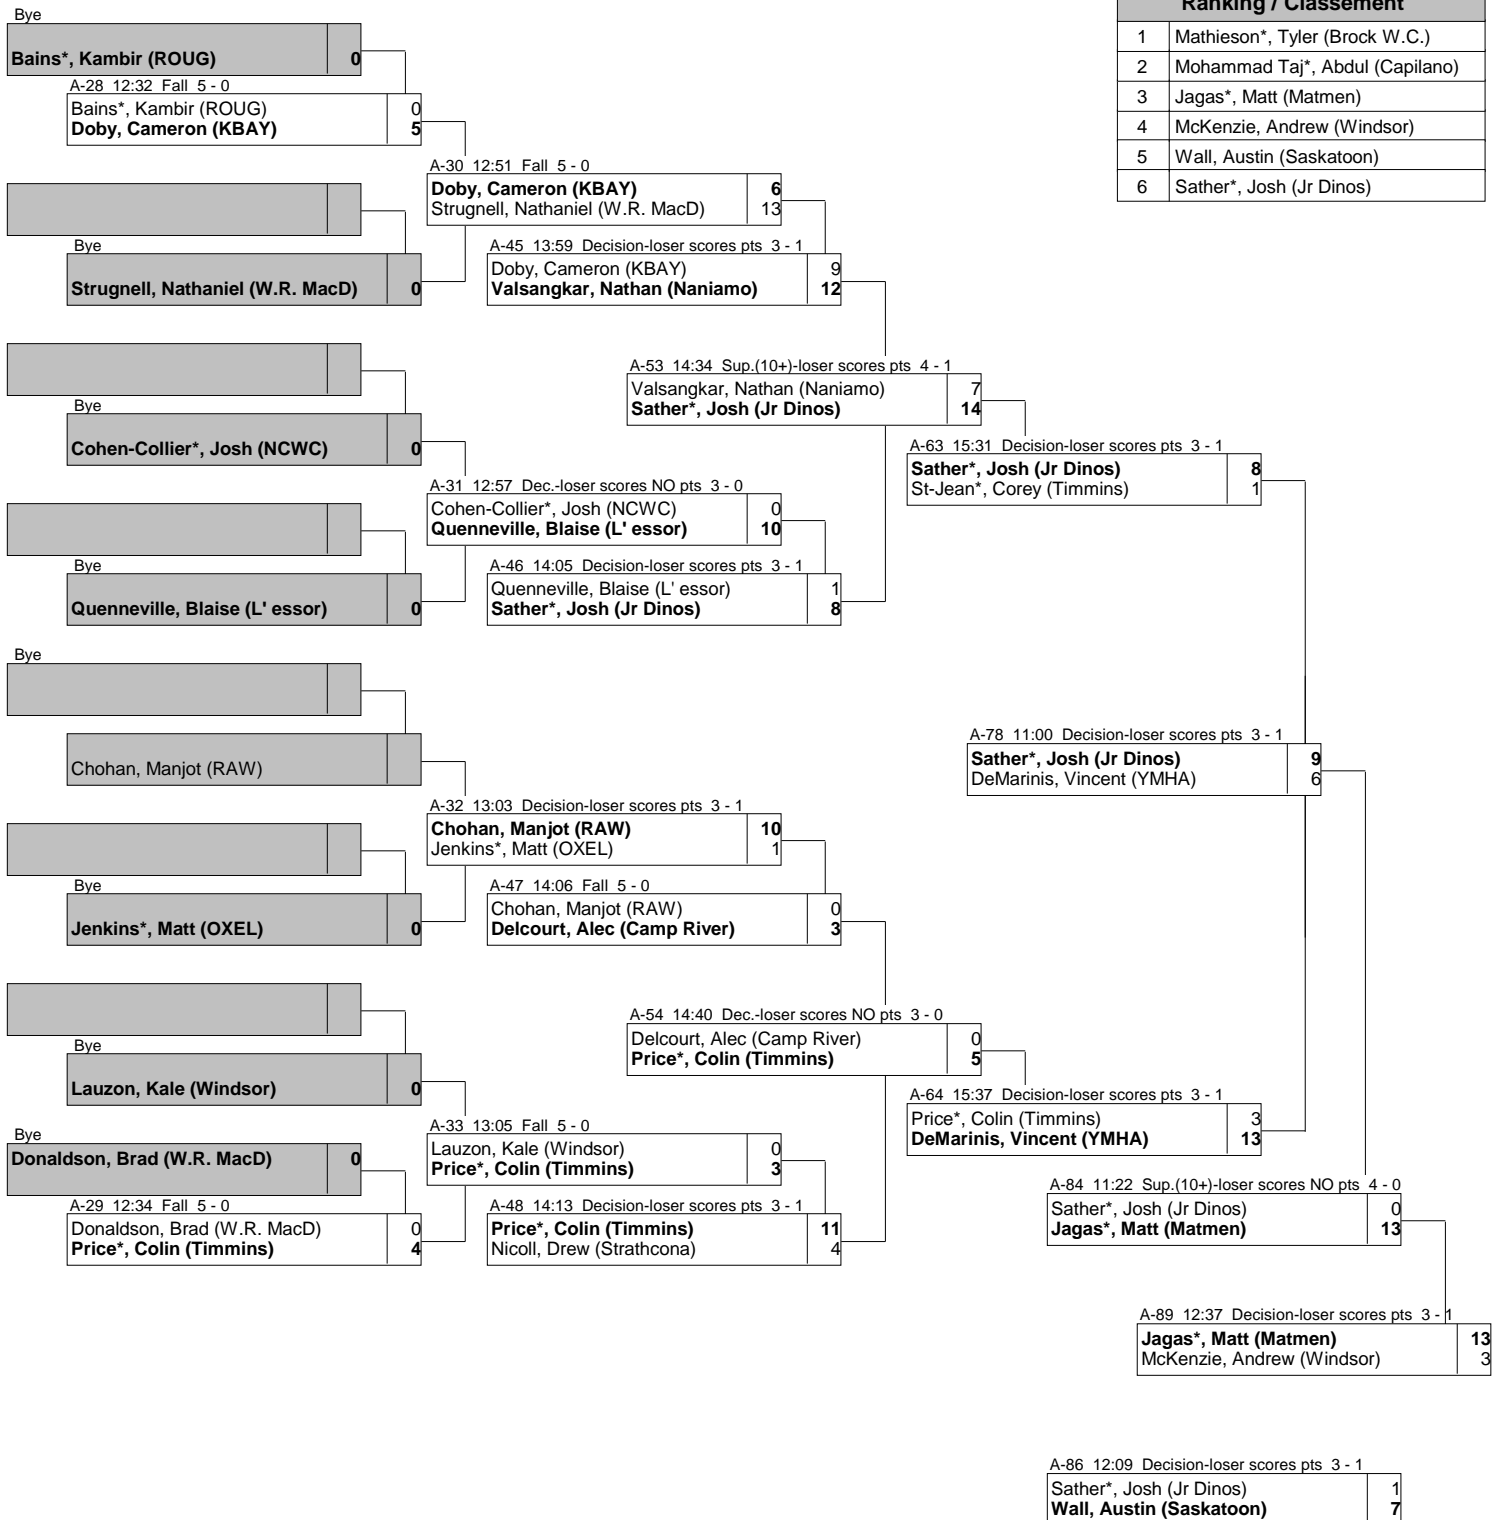 Ranking / Classement
1 Mathieson*, Tyler (Brock W.C.)
2 Mohammad Taj*, Abdul (Capilano)
3 Jagas*, Matt (Matmen)
4 McKenzie, Andrew (Windsor)
5 Wall, Austin (Saskatoon)
6 Sather*, Josh (Jr Dinos)
Bye
Bains*, Kambir (ROUG) 0
A-28 12:32 Fall 5 - 0
Bains*, Kambir (ROUG) 0
Doby, Cameron (KBAY) 5
A-30 12:51 Fall 5 - 0
Doby, Cameron (KBAY) 6
Strugnell, Nathaniel (W.R. MacD) 13
Bye
Strugnell, Nathaniel (W.R. MacD) 0
A-45 13:59 Decision-loser scores pts 3 - 1
Doby, Cameron (KBAY) 9
Valsangkar, Nathan (Naniamo) 12
A-53 14:34 Sup.(10+)-loser scores pts 4 - 1
Valsangkar, Nathan (Naniamo) 7
Sather*, Josh (Jr Dinos) 14
Bye
Cohen-Collier*, Josh (NCWC) 0
A-63 15:31 Decision-loser scores pts 3 - 1
Sather*, Josh (Jr Dinos) 8
St-Jean*, Corey (Timmins) 1
A-31 12:57 Dec.-loser scores NO pts 3 - 0
Cohen-Collier*, Josh (NCWC) 0
Quenneville, Blaise (L' essor) 10
Bye
Quenneville, Blaise (L' essor) 0
A-46 14:05 Decision-loser scores pts 3 - 1
Quenneville, Blaise (L' essor) 1
Sather*, Josh (Jr Dinos) 8
Bye
Chohan, Manjot (RAW)
A-78 11:00 Decision-loser scores pts 3 - 1
Sather*, Josh (Jr Dinos) 9
DeMarinis, Vincent (YMHA) 6
A-32 13:03 Decision-loser scores pts 3 - 1
Chohan, Manjot (RAW) 10
Jenkins*, Matt (OXEL) 1
Bye
Jenkins*, Matt (OXEL) 0
A-47 14:06 Fall 5 - 0
Chohan, Manjot (RAW) 0
Delcourt, Alec (Camp River) 3
A-54 14:40 Dec.-loser scores NO pts 3 - 0
Delcourt, Alec (Camp River) 0
Price*, Colin (Timmins) 5
Bye
Lauzon, Kale (Windsor) 0
A-64 15:37 Decision-loser scores pts 3 - 1
Price*, Colin (Timmins) 3
DeMarinis, Vincent (YMHA) 13
A-33 13:05 Fall 5 - 0
Lauzon, Kale (Windsor) 0
Price*, Colin (Timmins) 3
Bye
Donaldson, Brad (W.R. MacD) 0
A-29 12:34 Fall 5 - 0
Donaldson, Brad (W.R. MacD) 0
Price*, Colin (Timmins) 4
A-48 14:13 Decision-loser scores pts 3 - 1
Price*, Colin (Timmins) 11
Nicoll, Drew (Strathcona) 4
A-84 11:22 Sup.(10+)-loser scores NO pts 4 - 0
Sather*, Josh (Jr Dinos) 0
Jagas*, Matt (Matmen) 13
A-89 12:37 Decision-loser scores pts 3 - 1
Jagas*, Matt (Matmen) 13
McKenzie, Andrew (Windsor) 3
A-86 12:09 Decision-loser scores pts 3 - 1
Sather*, Josh (Jr Dinos) 1
Wall, Austin (Saskatoon) 7